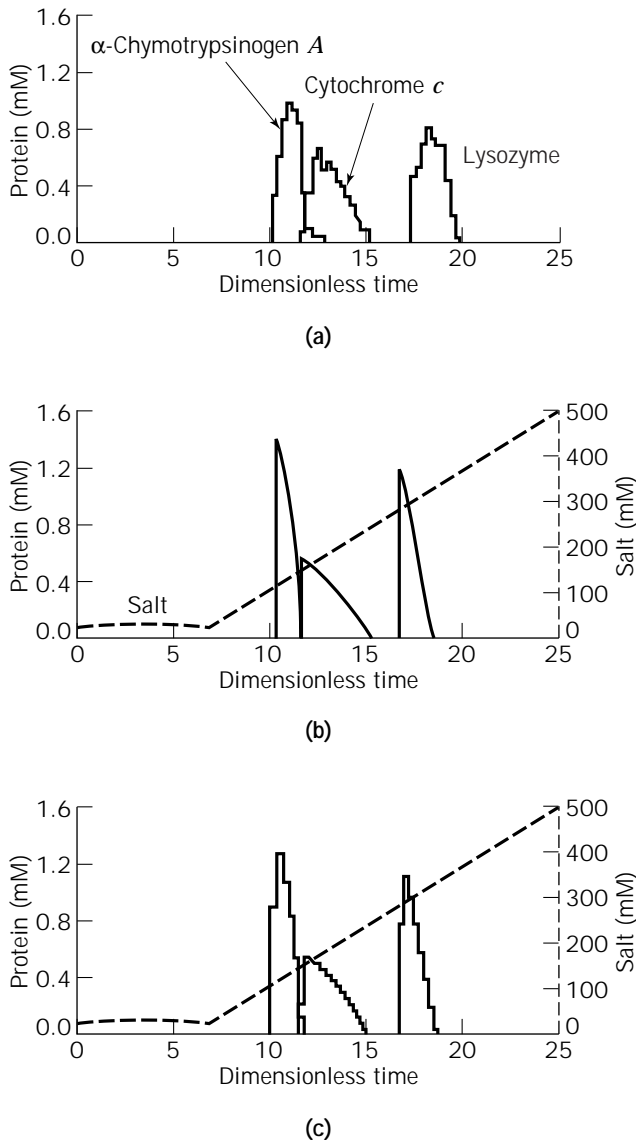 1.6
α-Chymotrypsinogen A
1.2
Cytochrome c
Protein (mM)
0.8
Lysozyme
0.4
0.0
0 5 10 15 20 25
Dimensionless time
(a)
1.6 500
1.2 400
Protein (mM)
300
Salt (mM)
0.8
200
0.4
Salt
100
0.0 0
0 5 10 15 20 25
Dimensionless time
(b)
1.6 500
1.2 400
Protein (mM)
300
Salt (mM)
0.8
200
0.4
100
0.0 0
0 5 10 15 20 25
Dimensionless time
(c)